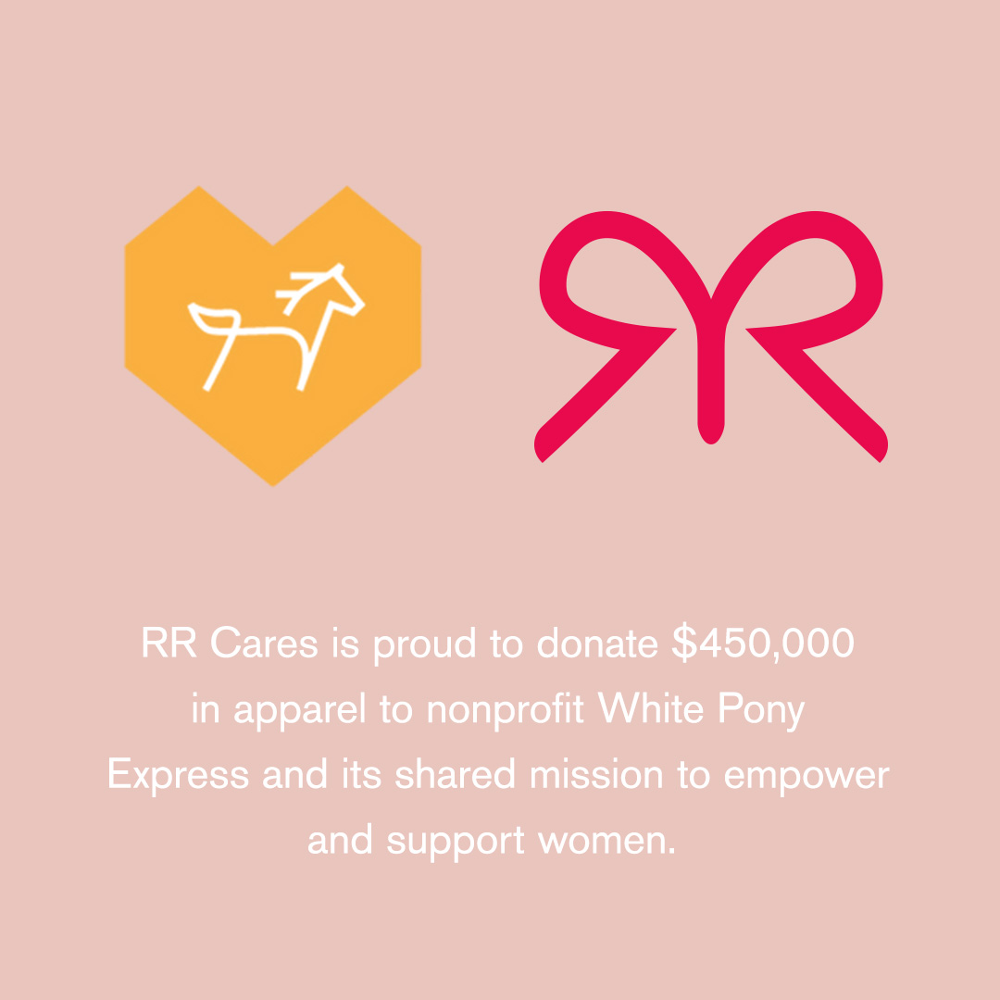 RR Cares is proud to donate $450,000
in apparel to nonprofit White Pony
Express and its shared mission to empower
and support women.